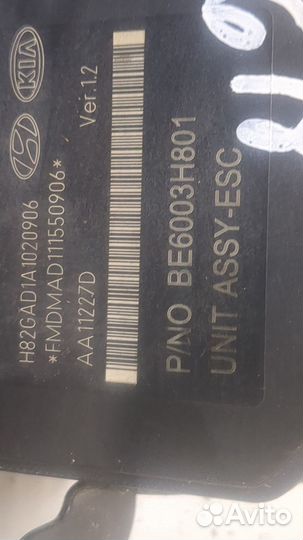 H82GAD1A1020906
*FMDMAD111550906*
AA11227D Ver.1.2
KIA
P/NO BE6003H801
UNIT ASSY-ESC
Avito